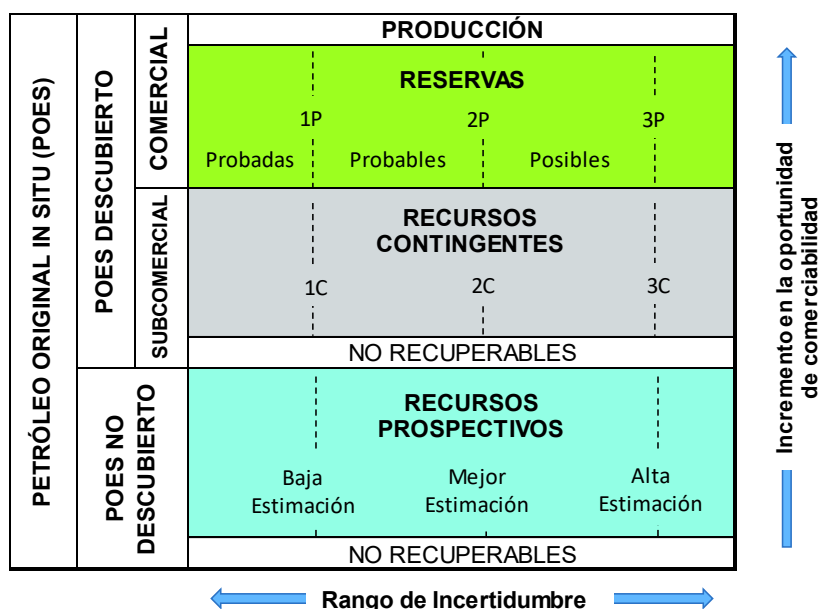 PETRÓLEO ORIGINAL IN SITU (POES)
POES DESCUBIERTO
COMERCIAL
PRODUCCIÓN
RESERVAS
1P 2P 3P
Probadas Probables Posibles
SUBCOMERCIAL
RECURSOS
CONTINGENTES
1C 2C 3C
NO RECUPERABLES
POES NO
DESCUBIERTO
RECURSOS
PROSPECTIVOS
Baja Mejor Alta
Estimación Estimación Estimación
NO RECUPERABLES
Incremento en la oportunidad
de comerciabilidad
Rango de Incertidumbre